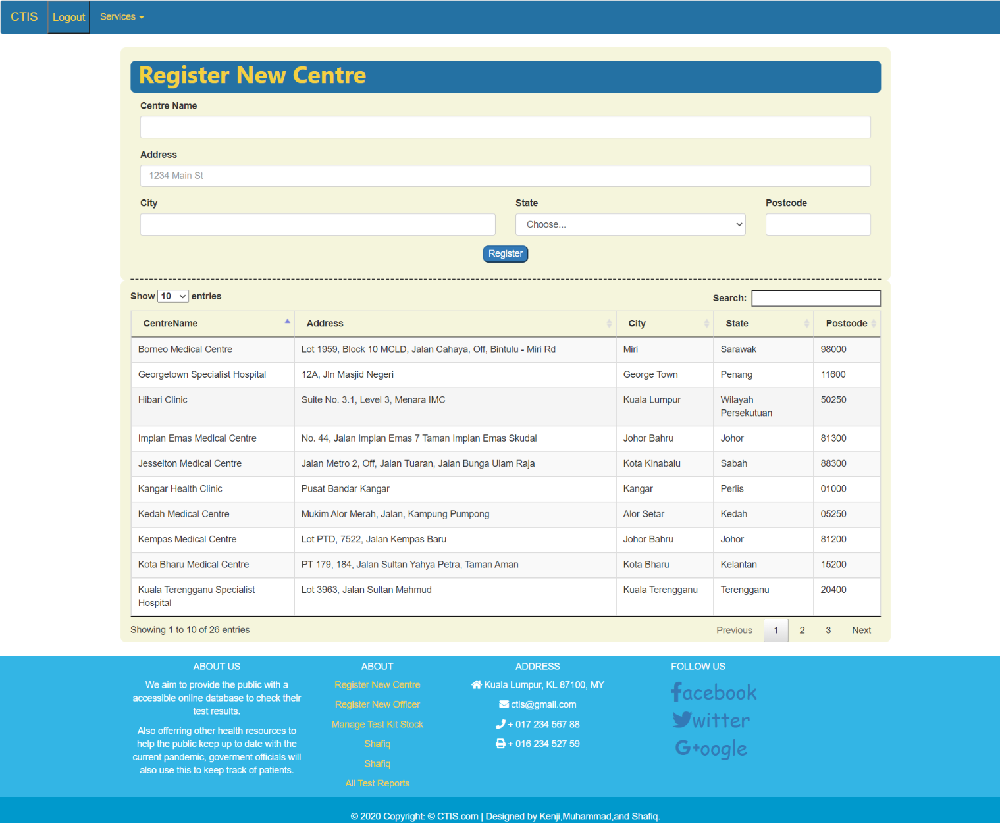 CTIS Logout Services
Register New Centre
Centre Name
Address
1234 Main St
City State Postcode
Choose...
Register
Show 10 entries Search:
CentreName Address City State Postcode
Borneo Medical Centre Lot 1959, Block 10 MCLD, Jalan Cahaya, Off, Bintulu - Miri Rd Miri Sarawak 98000
Georgetown Specialist Hospital 12A, Jln Masjid Negeri George Town Penang 11600
Hibari Clinic Suite No. 3.1, Level 3, Menara IMC Kuala Lumpur Wilayah 50250
Persekutuan
Impian Emas Medical Centre No. 44, Jalan Impian Emas 7 Taman Impian Emas Skudai Johor Bahru Johor 81300
Jesselton Medical Centre Jalan Metro 2, Off, Jalan Tuaran, Jalan Bunga Ulam Raja Kota Kinabalu Sabah 88300
Kangar Health Clinic Pusat Bandar Kangar Kangar Perlis 01000
Kedah Medical Centre Mukim Alor Merah, Jalan, Kampung Pumpong Alor Setar Kedah 05250
Kempas Medical Centre Lot PTD, 7522, Jalan Kempas Baru Johor Bahru Johor 81200
Kota Bharu Medical Centre PT 179, 184, Jalan Sultan Yahya Petra, Taman Aman Kota Bharu Kelantan 15200
Kuala Terengganu Specialist Lot 3963, Jalan Sultan Mahmud Kuala Terengganu Terengganu 20400
Hospital
Showing 1 to 10 of 26 entries Previous 1 2 3 Next
ABOUT US
We aim to provide the public with a
accessible online database to check their
test results.
Also offerring other health resources to
help the public keep up to date with the
current pandemic, goverment officials will
also use this to keep track of patients.
ABOUT
Register New Centre
Register New Officer
Manage Test Kit Stock
Shafiq
Shafiq
All Test Reports
ADDRESS
Kuala Lumpur, KL 87100, MY
ctis@gmail.com
+ 017 234 567 88
+ 016 234 527 59
FOLLOW US
facebook
witter
G+oogle
© 2020 Copyright: © CTIS.com | Designed by Kenji,Muhammad,and Shafiq.